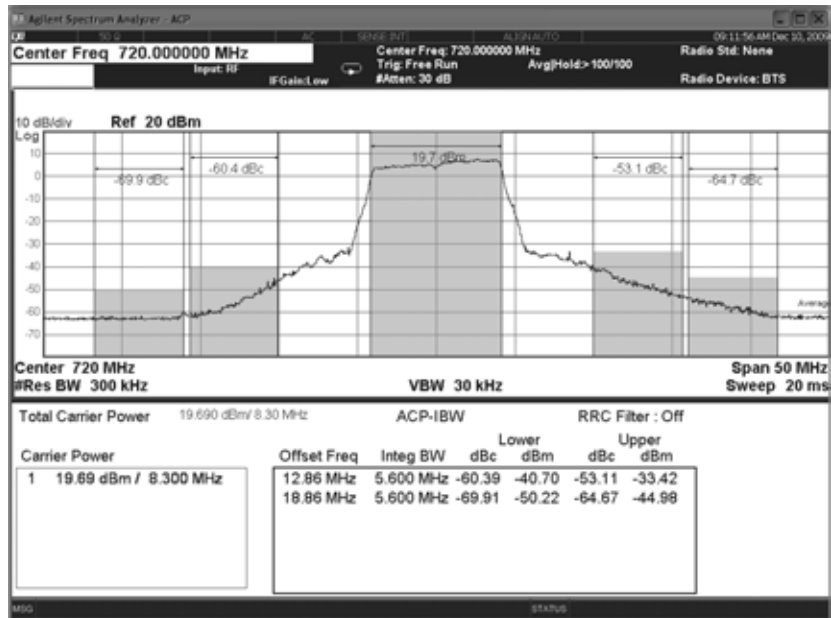 Agilent Spectrum Analyzer - ACP
50 Ω AC SENSE:INT ALIGNAUTO 09:11:56 AM Dec 10, 2009
Center Freq 720.000000 MHz
Input: RF
IFGain:Low
Center Freq: 720.000000 MHz
Trig: Free Run Avg|Hold:> 100/100
#Atten: 30 dB
Radio Std: None
Radio Device: BTS
10 dB/div Ref 20 dBm
Log
10
0
-10
-20
-30
-40
-50
-60
-70
-69.9 dBc
-60.4 dBc
19.7 dBm
-53.1 dBc
-64.7 dBc
Center 720 MHz Span 50 MHz
#Res BW 300 kHz VBW 30 kHz Sweep 20 ms
Total Carrier Power 19.690 dBm/ 8.30 MHz ACP-IBW RRC Filter : Off
Lower Upper
Carrier Power Offset Freq Integ BW dBc dBm dBc dBm
1 19.69 dBm / 8.300 MHz 12.86 MHz 5.600 MHz -60.39 -40.70 -53.11 -33.42
18.86 MHz 5.600 MHz -69.91 -50.22 -64.67 -44.98
MSG STATUS